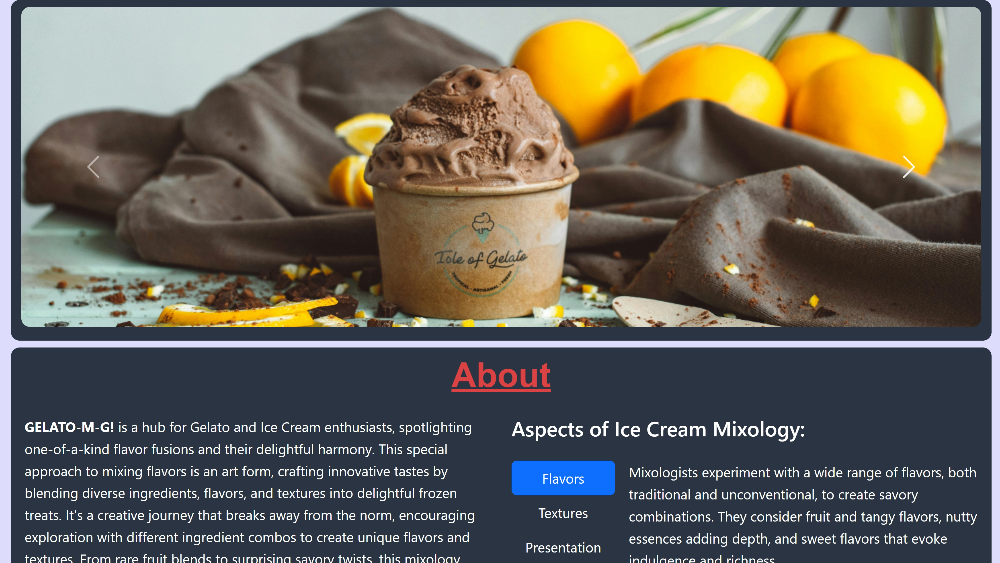 Isle of Gelato
About
GELATO-M-G! is a hub for Gelato and Ice Cream enthusiasts, spotlighting
one-of-a-kind flavor fusions and their delightful harmony. This special
approach to mixing flavors is an art form, crafting innovative tastes by
blending diverse ingredients, flavors, and textures into delightful frozen
treats. It's a creative journey that breaks away from the norm, encouraging
exploration with different ingredient combos to create unique flavors and
textures. From rare fruit blends to surprising savory twists, this mixology
Aspects of Ice Cream Mixology:
Flavors
Textures
Presentation
Mixologists experiment with a wide range of flavors, both
traditional and unconventional, to create savory
combinations. They consider fruit and tangy flavors, nutty
essences adding depth, and sweet flavors that evoke
indulgence and richness.